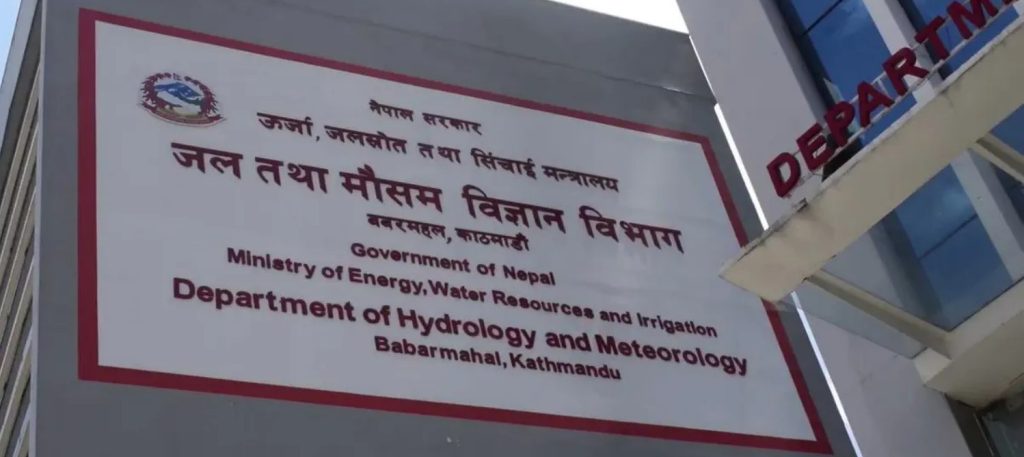 नेपाल सरकार
ऊर्जा, जलस्रोत तथा सिंचाई मन्त्रालय
जल तथा मौसम विज्ञान विभाग
बबरमहल, काठमाडौं
Government of Nepal
Ministry of Energy, Water Resources and Irrigation
Department of Hydrology and Meteorology
Babarmahal, Kathmandu
DEPARTM